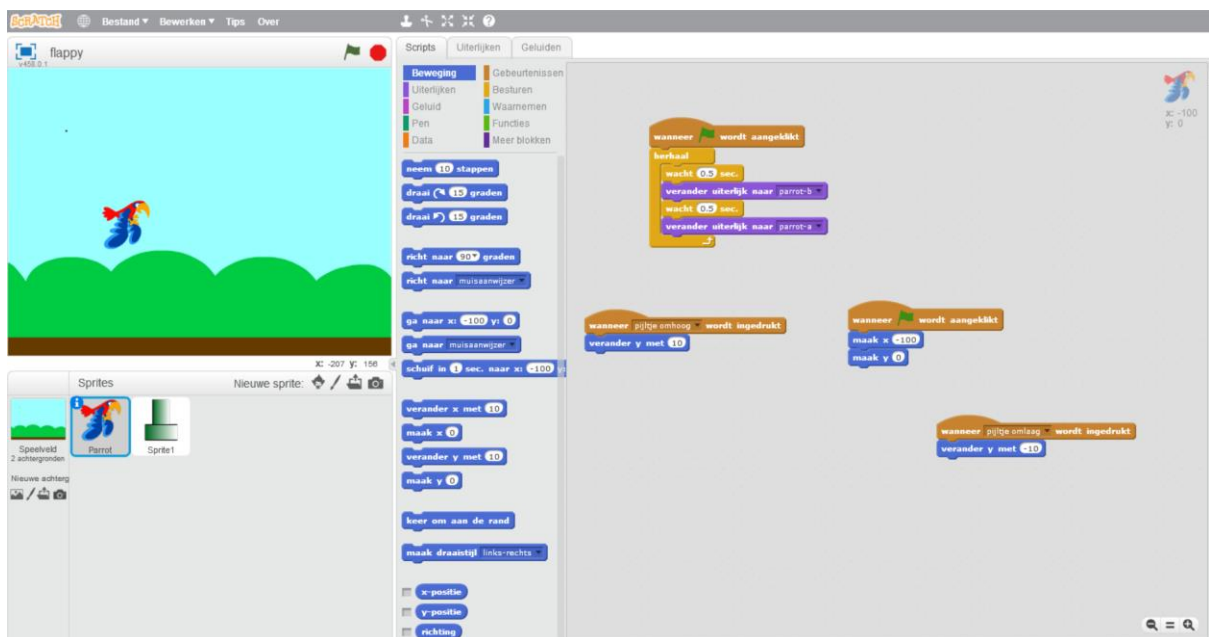 SCRATCH Bestand Bewerken Tips Over
flappy
v458.0.1
X: -207 y: 156
Sprites Nieuwe sprite:
Speelveld
2 achtergronden
Parrot
Sprite1
Nieuwe achterg
Scripts Uiterlijken Geluiden
Beweging Gebeurtenissen
Uiterlijken Besturen
Geluid Waarnemen
Pen Functies
Data Meer blokken
neem 10 stappen
draai 15 graden
draai 15 graden
richt naar 90 graden
richt naar muisaanwijzer
ga naar x: -100 y: 0
ga naar muisaanwijzer
schuif in 1 sec. naar x: -100 y:
verander x met 10
maak x 0
verander y met 10
maak y 0
keer om aan de rand
maak draaistijl links-rechts
x-positie
y-positie
richting
x: -100
y: 0
wanneer wordt aangeklikt
herhaal
wacht 0.5 sec.
verander uiterlijk naar parrot-b
wacht 0.5 sec.
verander uiterlijk naar parrot-a
wanneer pijltje omhoog wordt ingedrukt
verander y met 10
wanneer wordt aangeklikt
maak x -100
maak y 0
wanneer pijltje omlaag wordt ingedrukt
verander y met -10